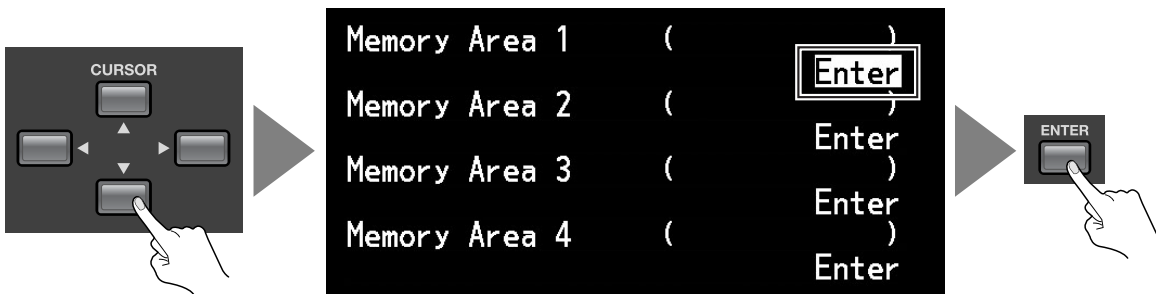 CURSOR
Memory Area 1 ( )
Enter
Memory Area 2 ( )
Enter
Memory Area 3 ( )
Enter
Memory Area 4 ( )
Enter
ENTER